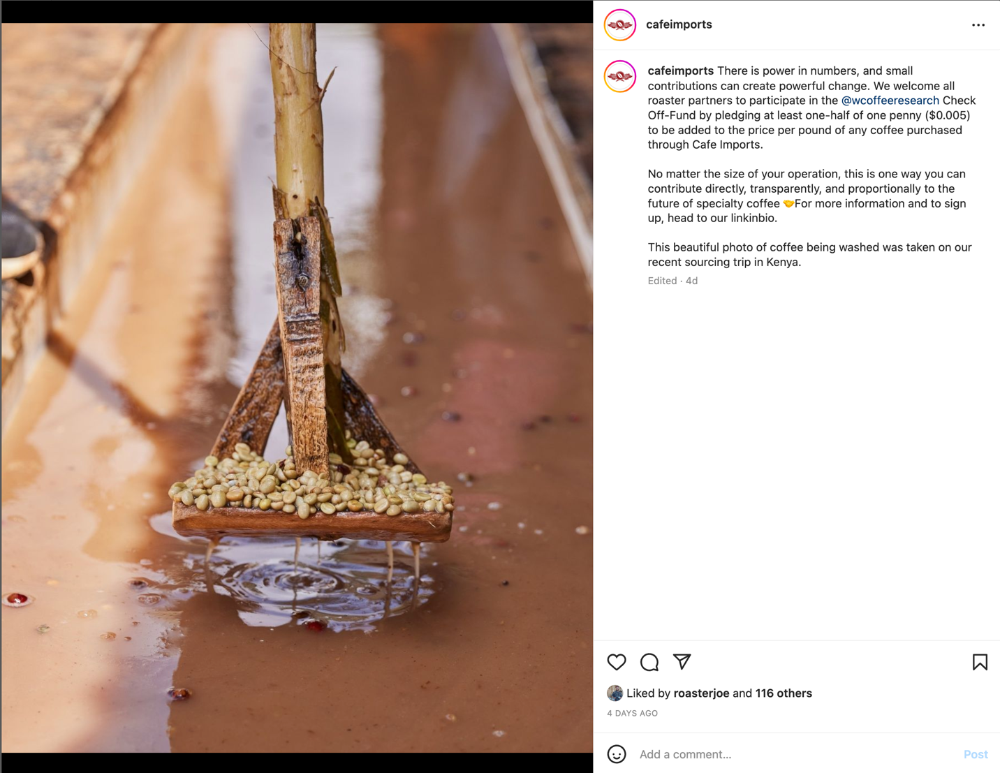 cafeimports
cafeimports There is power in numbers, and small
contributions can create powerful change. We welcome all
roaster partners to participate in the @wcoffeeresearch Check
Off-Fund by pledging at least one-half of one penny ($0.005)
to be added to the price per pound of any coffee purchased
through Cafe Imports.
No matter the size of your operation, this is one way you can
contribute directly, transparently, and proportionally to the
future of specialty coffee 🤝For more information and to sign
up, head to our linkinbio.
This beautiful photo of coffee being washed was taken on our
recent sourcing trip in Kenya.
Edited · 4d
Liked by roasterjoe and 116 others
4 DAYS AGO
Add a comment...
Post